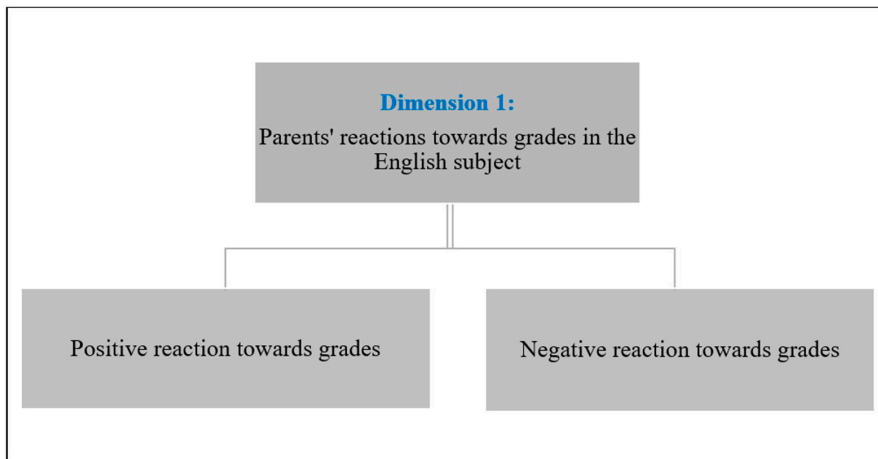 Dimension 1:
Parents' reactions towards grades in the
English subject
Positive reaction towards grades
Negative reaction towards grades